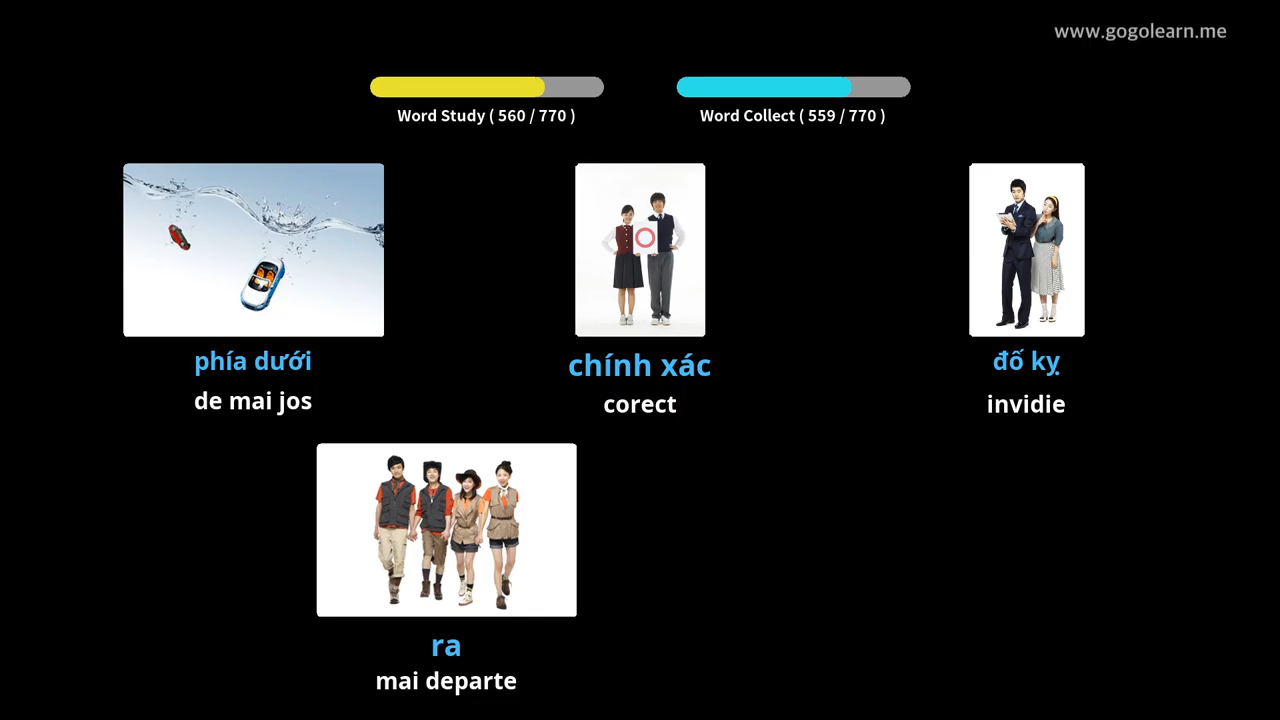 www.gogolearn.me
Word Study ( 560 / 770 )
Word Collect ( 559 / 770 )
phía dưới
de mai jos
chính xác
corect
đố kỵ
invidie
ra
mai departe